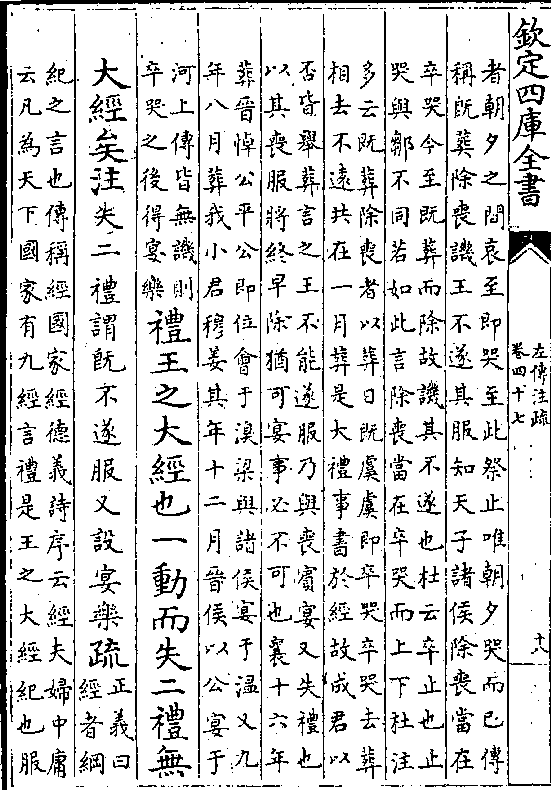 欽定四庫全書
左傳注疏
卷四十七
十八
者朝夕之間哀至即哭至此祭止唯朝夕哭而已傳
稱既葬除喪譏王不遂其服知天子諸侯除喪當在
卒哭今至既葬而除故譏其不遂也杜云卒止也止
哭與鄭不同若如此言除喪當在卒哭而上下杜注
多云既葬除喪者以葬日既虞虞即卒哭卒哭去葬
相去不遠共在一月葬是大禮事書於經故成君以
否皆舉葬言之王不能遂服乃與喪賓宴又失禮也
以其喪服將終早除猶可宴事必不可也襄十六年
葬晉悼公平公即位會于溴梁與諸侯宴于温又九
年八月葬我小君穆姜其年十二月晉侯以公宴于
河上傳皆無譏則
卒哭之後得宴樂
禮王之大經也一動而失二禮無
大經矣注失二禮謂既不遂服又設宴樂疏
正義曰
經者綱
紀之言也傳稱經國家經德義詩序云經夫婦中庸
云凡為天下國家有九經言禮是王之大經紀也服